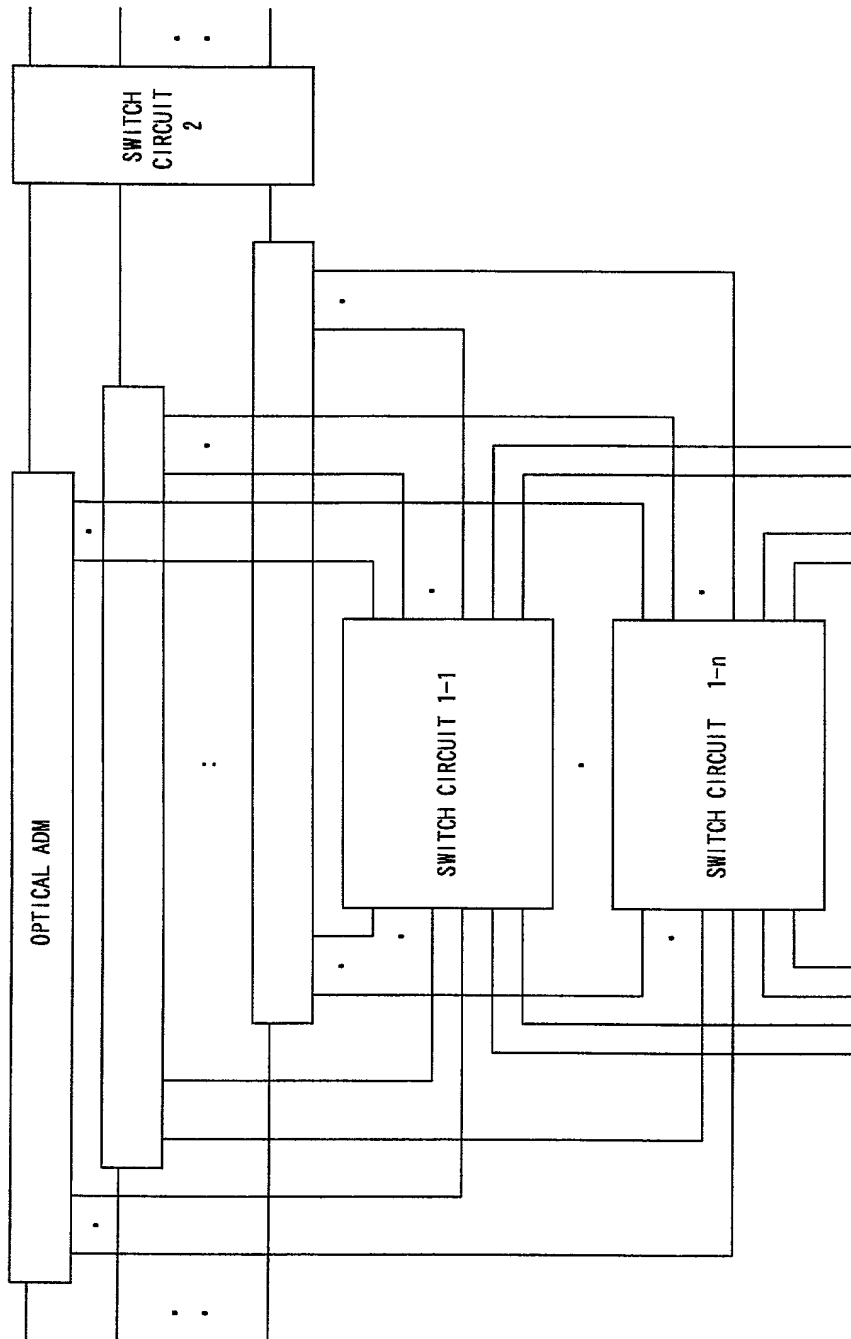 OPTICAL ADM
SWITCH
CIRCUIT
2
SWITCH CIRCUIT 1-1
SWITCH CIRCUIT 1-n